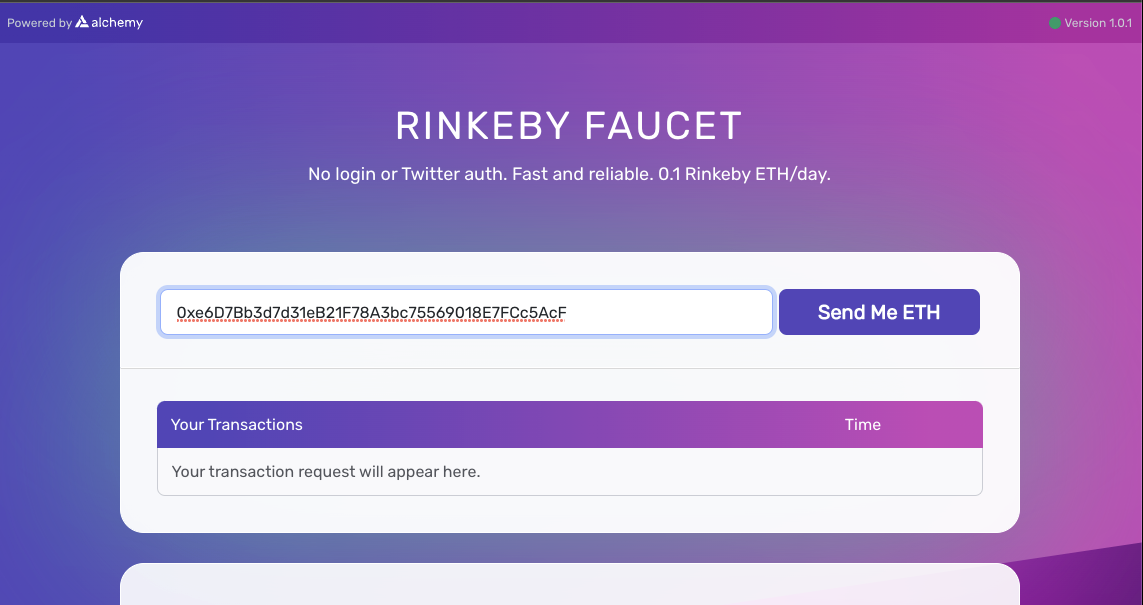 Powered by alchemy
Version 1.0.1
RINKEBY FAUCET
No login or Twitter auth. Fast and reliable. 0.1 Rinkeby ETH/day.
0xe6D7Bb3d7d31eB21F78A3bc75569018E7FCc5AcF
Send Me ETH
Your Transactions Time
Your transaction request will appear here.